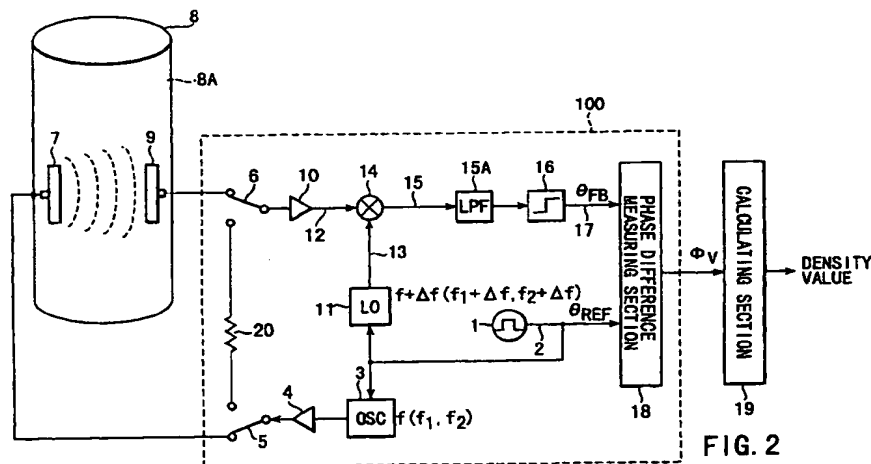 8
8A
100
7
9
6
10
14
15
15A
16
LPF
θFB
17
12
13
PHASE DIFFERENCE MEASURING SECTION
ΦV
CALCULATING SECTION
DENSITY
VALUE
f+Δf(f1+Δf, f2+Δf)
11
LO
θREF
1
2
20
3
4
OSC
f(f1, f2)
5
18
19
FIG. 2